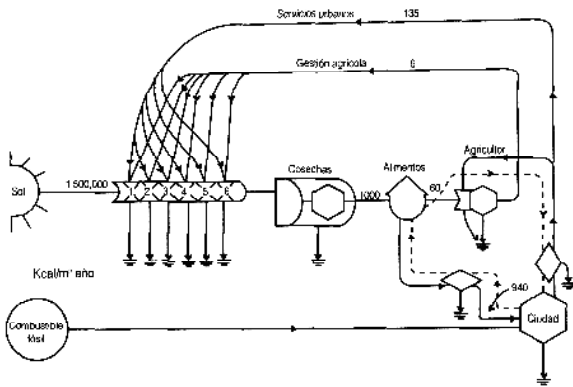 Servicios urbanos 135
Gestión agrícola 6
Sol
1.500,000
1 2 3 4 5 6
Cosechas
1000
Alimentos
60
Agricultor
Kcal/m² año
940
Combustible
fósil
Ciudad